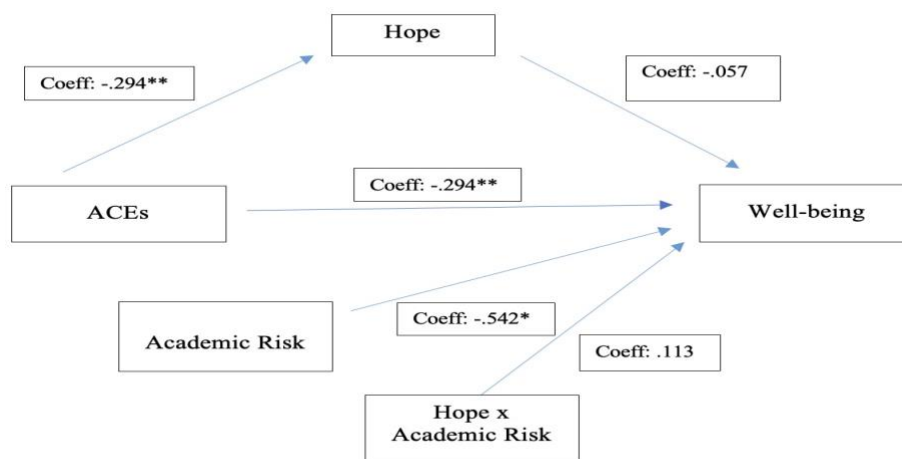 Hope
Coeff: -.294**
Coeff: -.057
Coeff: -.294**
ACEs
Well-being
Coeff: -.542*
Academic Risk
Coeff: .113
Hope x
Academic Risk